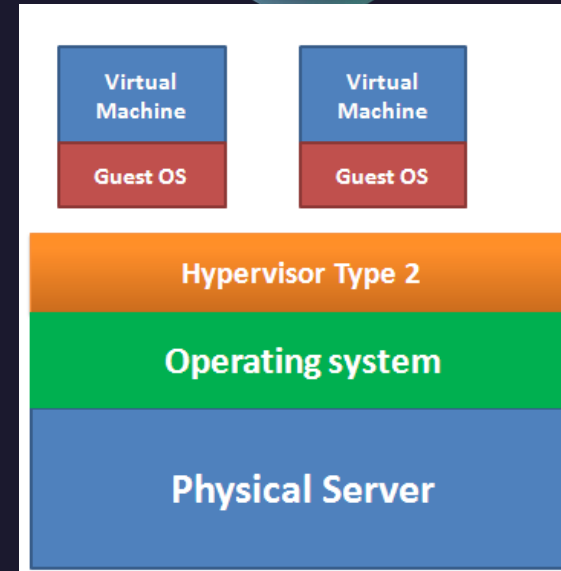 Virtual
Machine
Virtual
Machine
Guest OS
Guest OS
Hypervisor Type 2
Operating system
Physical Server